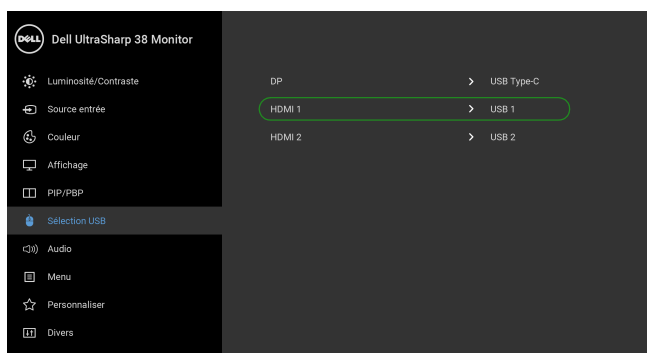 DELL Dell UltraSharp 38 Monitor
Luminosité/Contraste
Source entrée
Couleur
Affichage
PIP/PBP
Sélection USB
Audio
Menu
Personnaliser
Divers
DP > USB Type-C
HDMI 1 > USB 1
HDMI 2 > USB 2